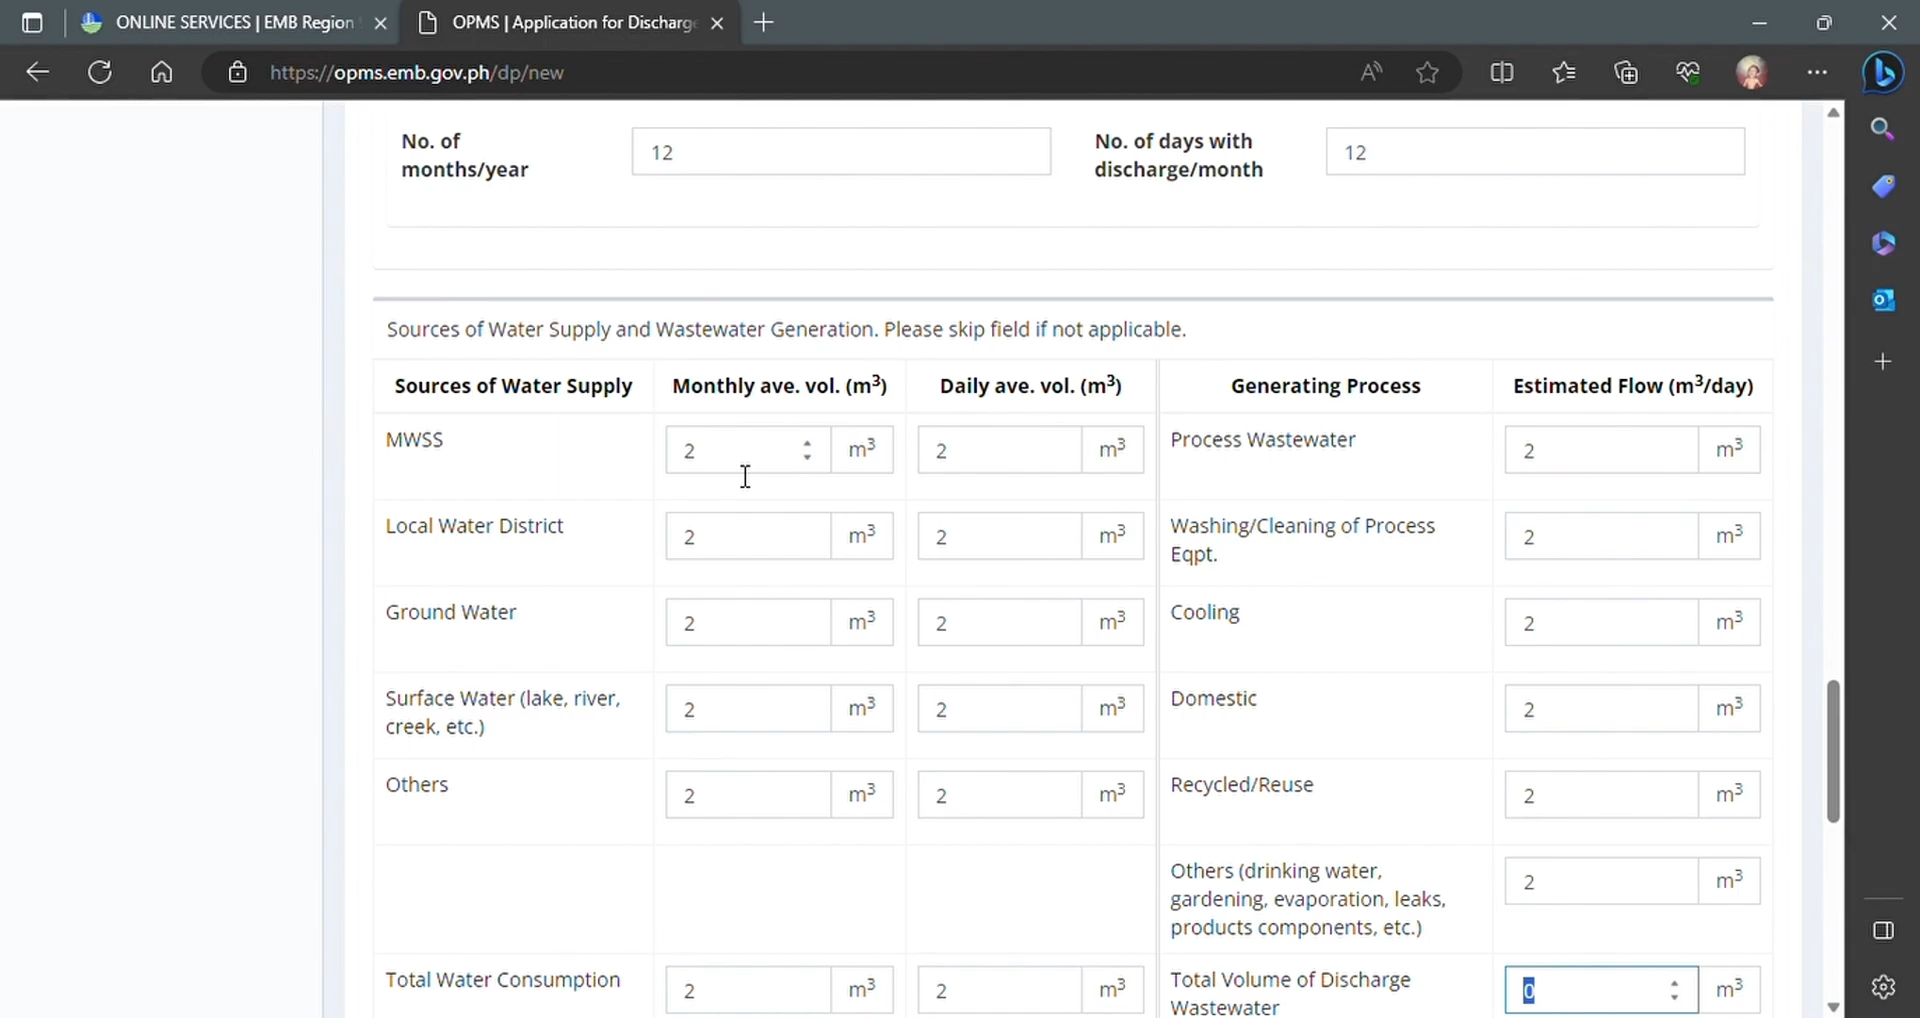 ONLINE SERVICES | EMB Region
OPMS | Application for Discharge
https://opms.emb.gov.ph/dp/new
No. of
months/year
12
No. of days with
discharge/month
12
Sources of Water Supply and Wastewater Generation. Please skip field if not applicable.
Sources of Water Supply Monthly ave. vol. (m³) Daily ave. vol. (m³) Generating Process Estimated Flow (m³/day)
MWSS 2 m³ 2 m³ Process Wastewater 2 m³
Local Water District 2 m³ 2 m³ Washing/Cleaning of Process
Eqpt. 2 m³
Ground Water 2 m³ 2 m³ Cooling 2 m³
Surface Water (lake, river,
creek, etc.) 2 m³ 2 m³ Domestic 2 m³
Others 2 m³ 2 m³ Recycled/Reuse 2 m³
Others (drinking water,
gardening, evaporation, leaks,
products components, etc.) 2 m³
Total Water Consumption 2 m³ 2 m³ Total Volume of Discharge
Wastewater 0 m³